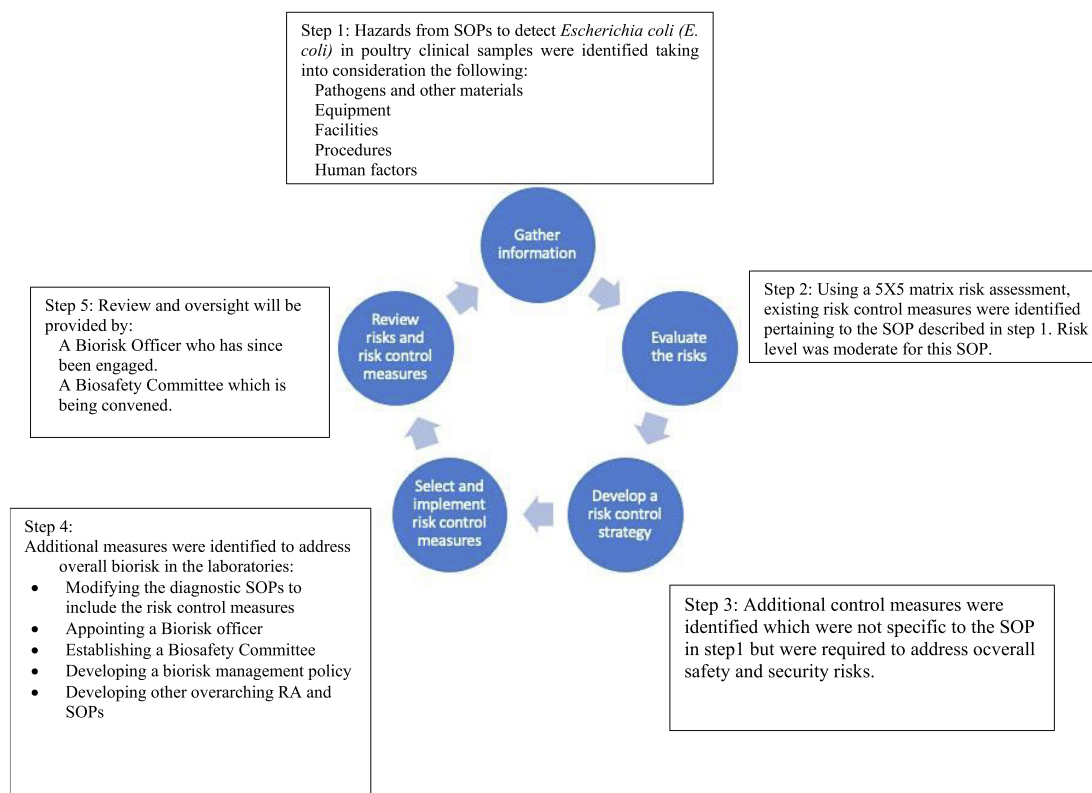 Step 1: Hazards from SOPs to detect Escherichia coli (E.
coli) in poultry clinical samples were identified taking
into consideration the following:
Pathogens and other materials
Equipment
Facilities
Procedures
Human factors
Gather
information
Step 2: Using a 5X5 matrix risk assessment,
existing risk control measures were identified
pertaining to the SOP described in step 1. Risk
level was moderate for this SOP.
Evaluate
the risks
Step 3: Additional control measures were
identified which were not specific to the SOP
in step1 but were required to address ocverall
safety and security risks.
Develop a
risk control
strategy
Step 4:
Additional measures were identified to address
overall biorisk in the laboratories:
• Modifying the diagnostic SOPs to
include the risk control measures
• Appointing a Biorisk officer
• Establishing a Biosafety Committee
• Developing a biorisk management policy
• Developing other overarching RA and
SOPs
Select and
implement
risk control
measures
Step 5: Review and oversight will be
provided by:
A Biorisk Officer who has since
been engaged.
A Biosafety Committee which is
being convened.
Review
risks and
risk control
measures